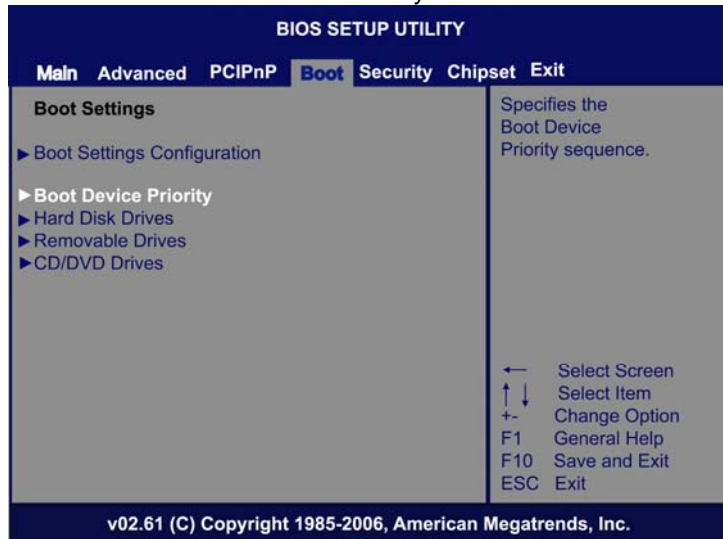 BIOS SETUP UTILITY
Main Advanced PCIPnP Boot Security Chipset Exit
Boot Settings
► Boot Settings Configuration
► Boot Device Priority
► Hard Disk Drives
► Removable Drives
► CD/DVD Drives
Specifies the
Boot Device
Priority sequence.
← Select Screen
↑↓ Select Item
+- Change Option
F1 General Help
F10 Save and Exit
ESC Exit
v02.61 (C) Copyright 1985-2006, American Megatrends, Inc.